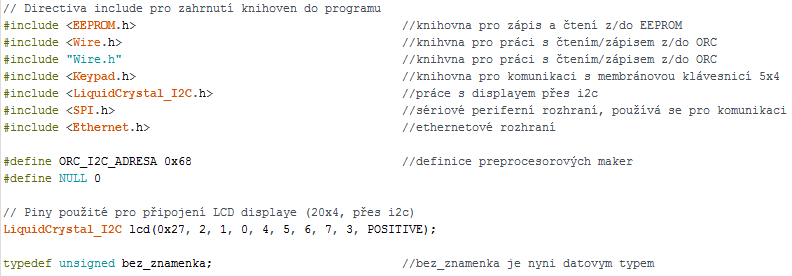 // Directiva include pro zahrnutí knihoven do programu
#include <EEPROM.h> //knihovna pro zápis a čtení z/do EEPROM
#include <Wire.h> //knihvna pro práci s čtením/zápisem z/do ORC
#include "Wire.h" //knihvna pro práci s čtením/zápisem z/do ORC
#include <Keypad.h> //knihovna pro komunikaci s membránovou klávesnicí 5x4
#include <LiquidCrystal_I2C.h> //práce s displayem přes i2c
#include <SPI.h> //sériové periferní rozhraní, používá se pro komunikaci
#include <Ethernet.h> //ethernetové rozhraní
#define ORC_I2C_ADRESA 0x68 //definice preprocesorových maker
#define NULL 0
// Piny použité pro připojení LCD displaye (20x4, přes i2c)
LiquidCrystal_I2C lcd(0x27, 2, 1, 0, 4, 5, 6, 7, 3, POSITIVE);
typedef unsigned bez_znamenka; //bez_znamenka je nyni datovym typem